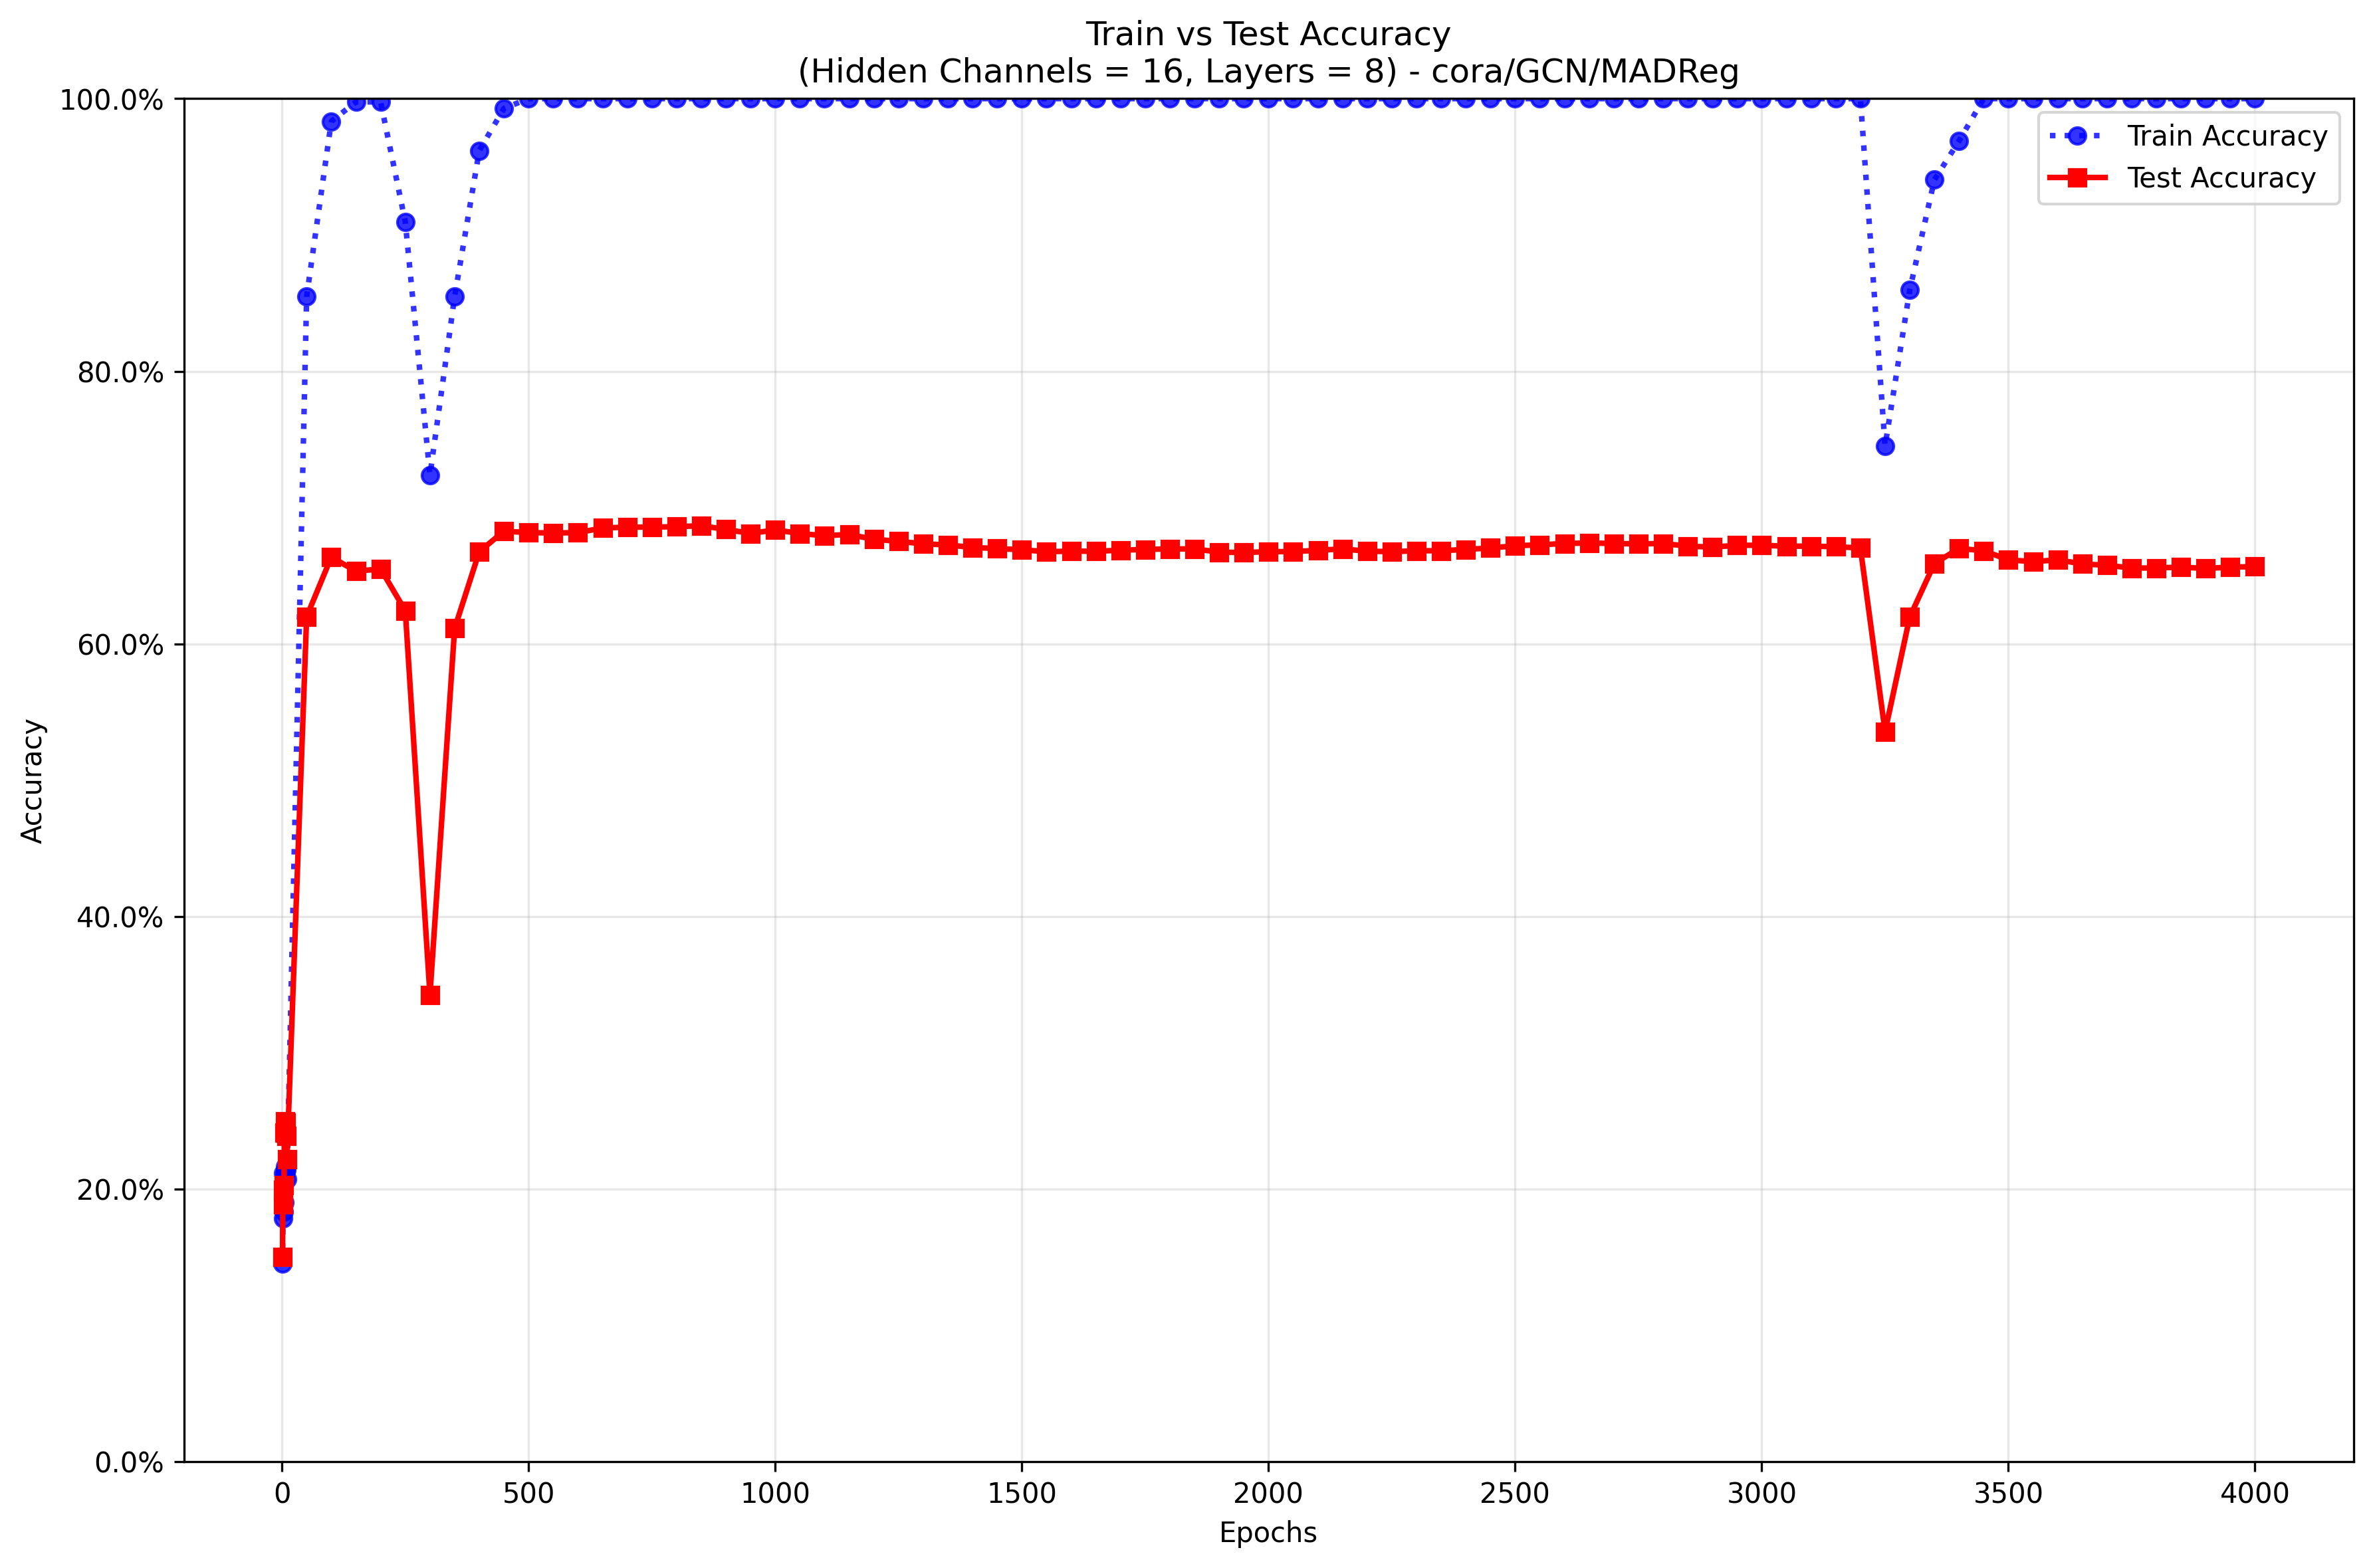 Train vs Test Accuracy
(Hidden Channels = 16, Layers = 8) - cora/GCN/MADReg
100.0%
80.0%
60.0%
40.0%
20.0%
0.0%
Accuracy
Train Accuracy
Test Accuracy
0
500
1000
1500
2000
2500
3000
3500
4000
Epochs